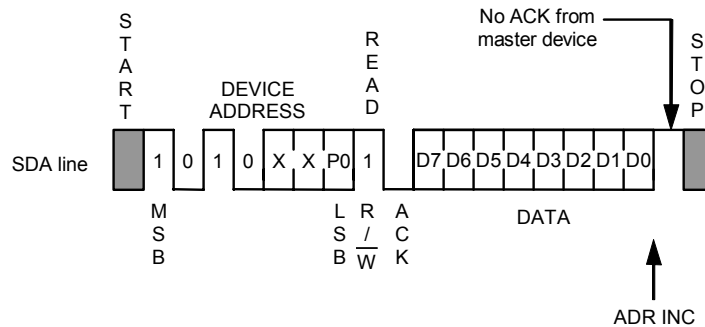 START
DEVICE
ADDRESS
READ
No ACK from
master device
STOP
SDA line
1 0 1 0 X X P0 1 D7 D6 D5 D4 D3 D2 D1 D0
MSB
LSB
R/W
ACK
DATA
ADR INC